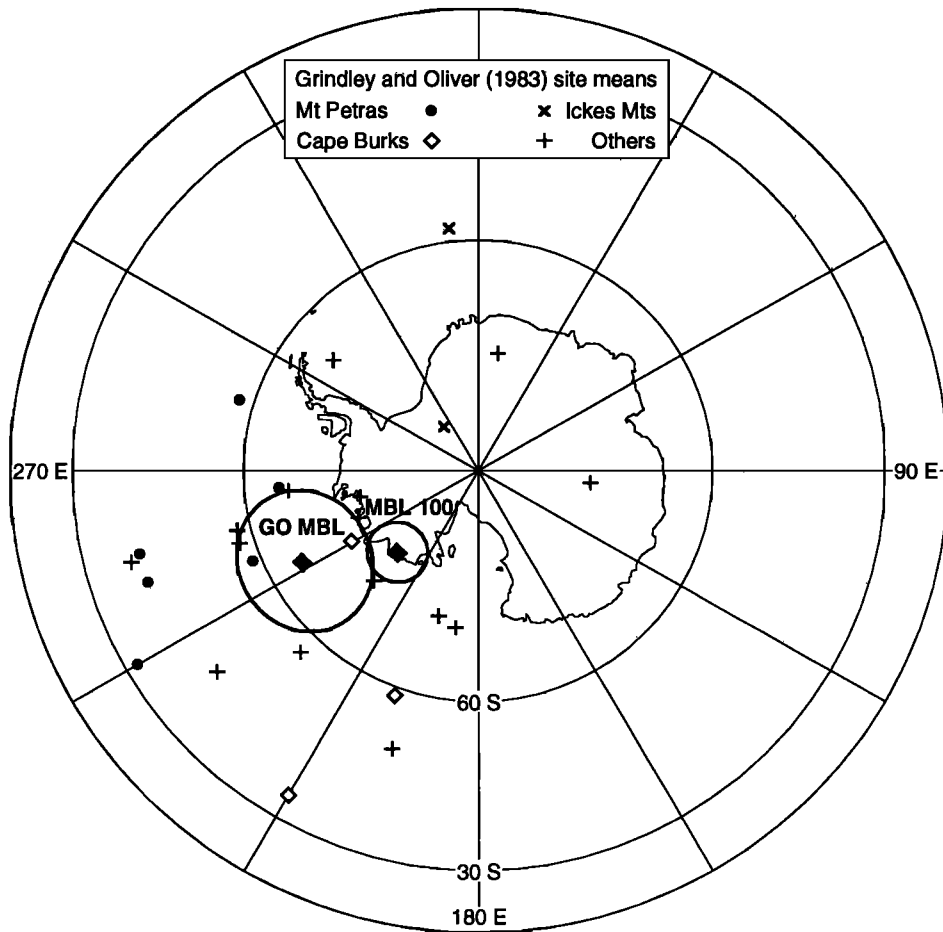 Grindley and Oliver (1983) site means
Mt Petras Ickes Mts
Cape Burks Others
270 E
90 E
MBL 100
GO MBL
60 S
30 S
180 E